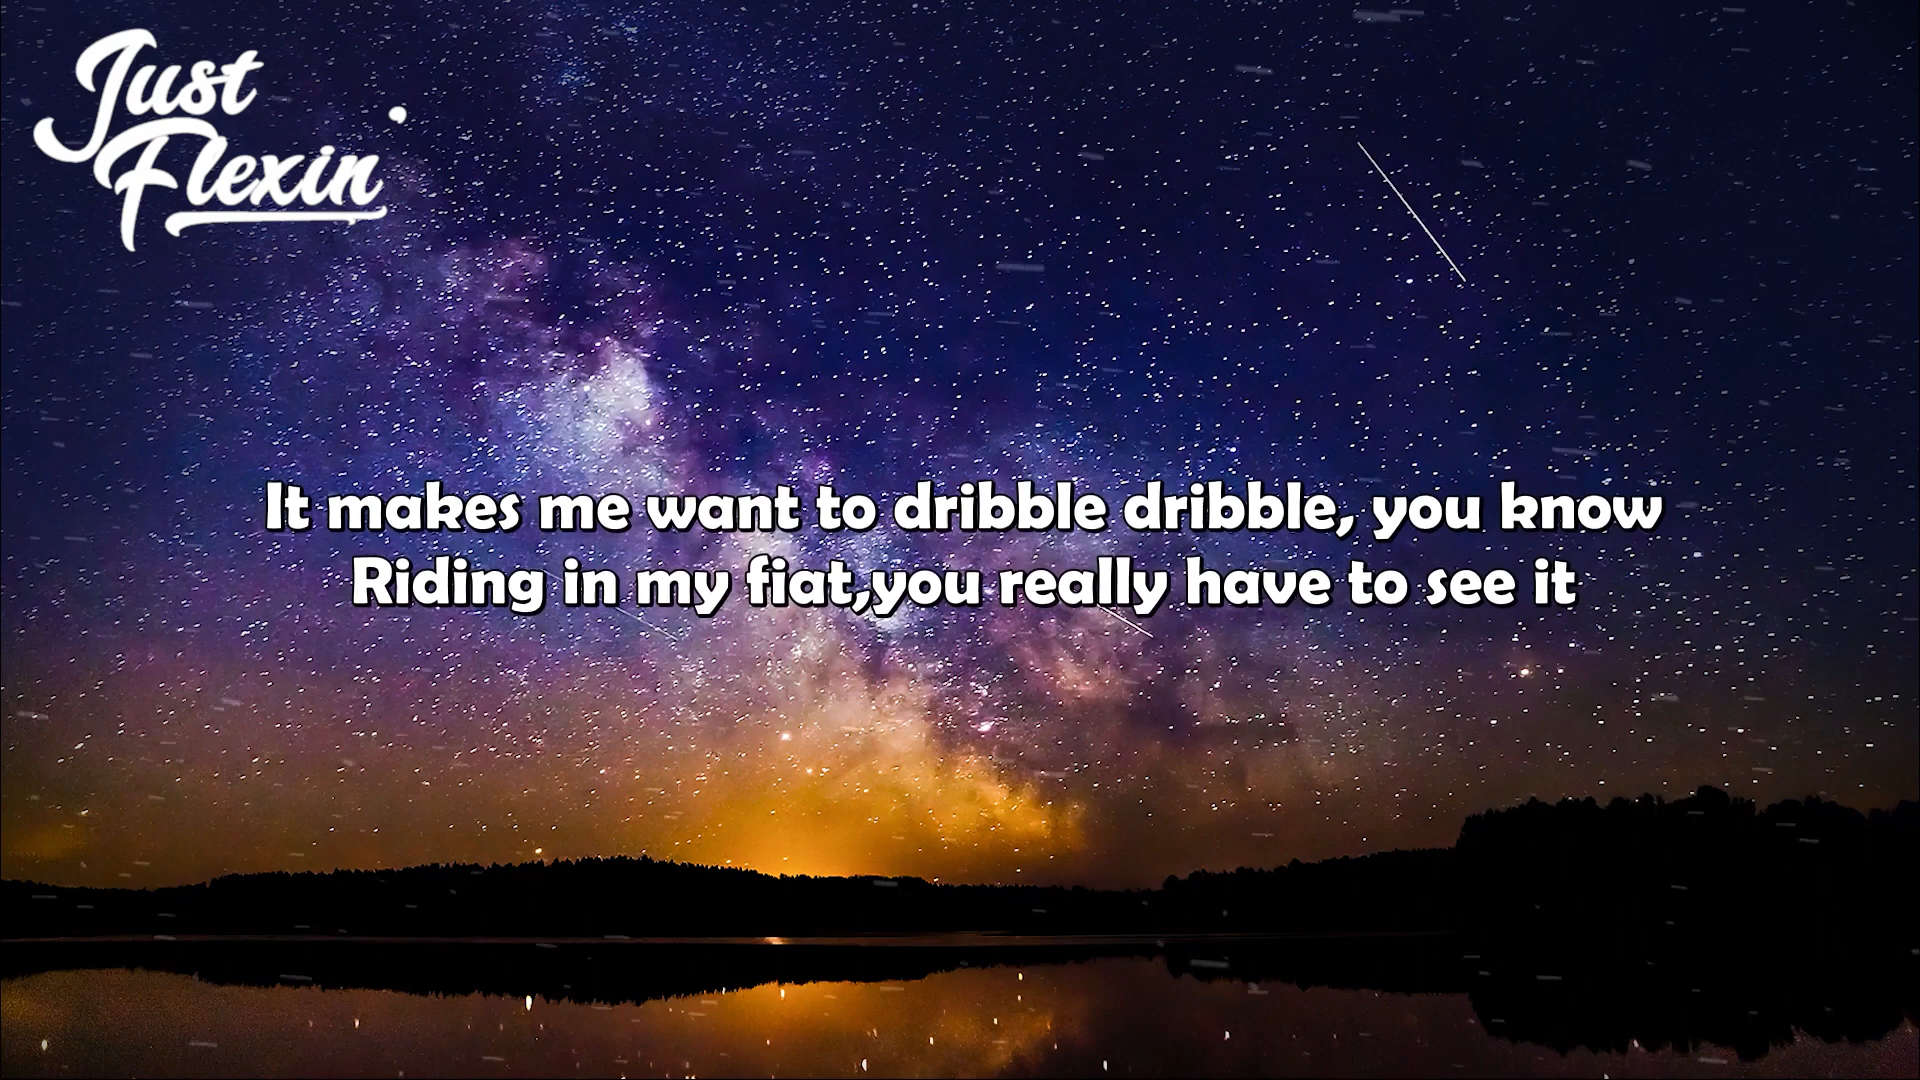 Just
Flexin
It makes me want to dribble dribble, you know
Riding in my fiat,you really have to see it